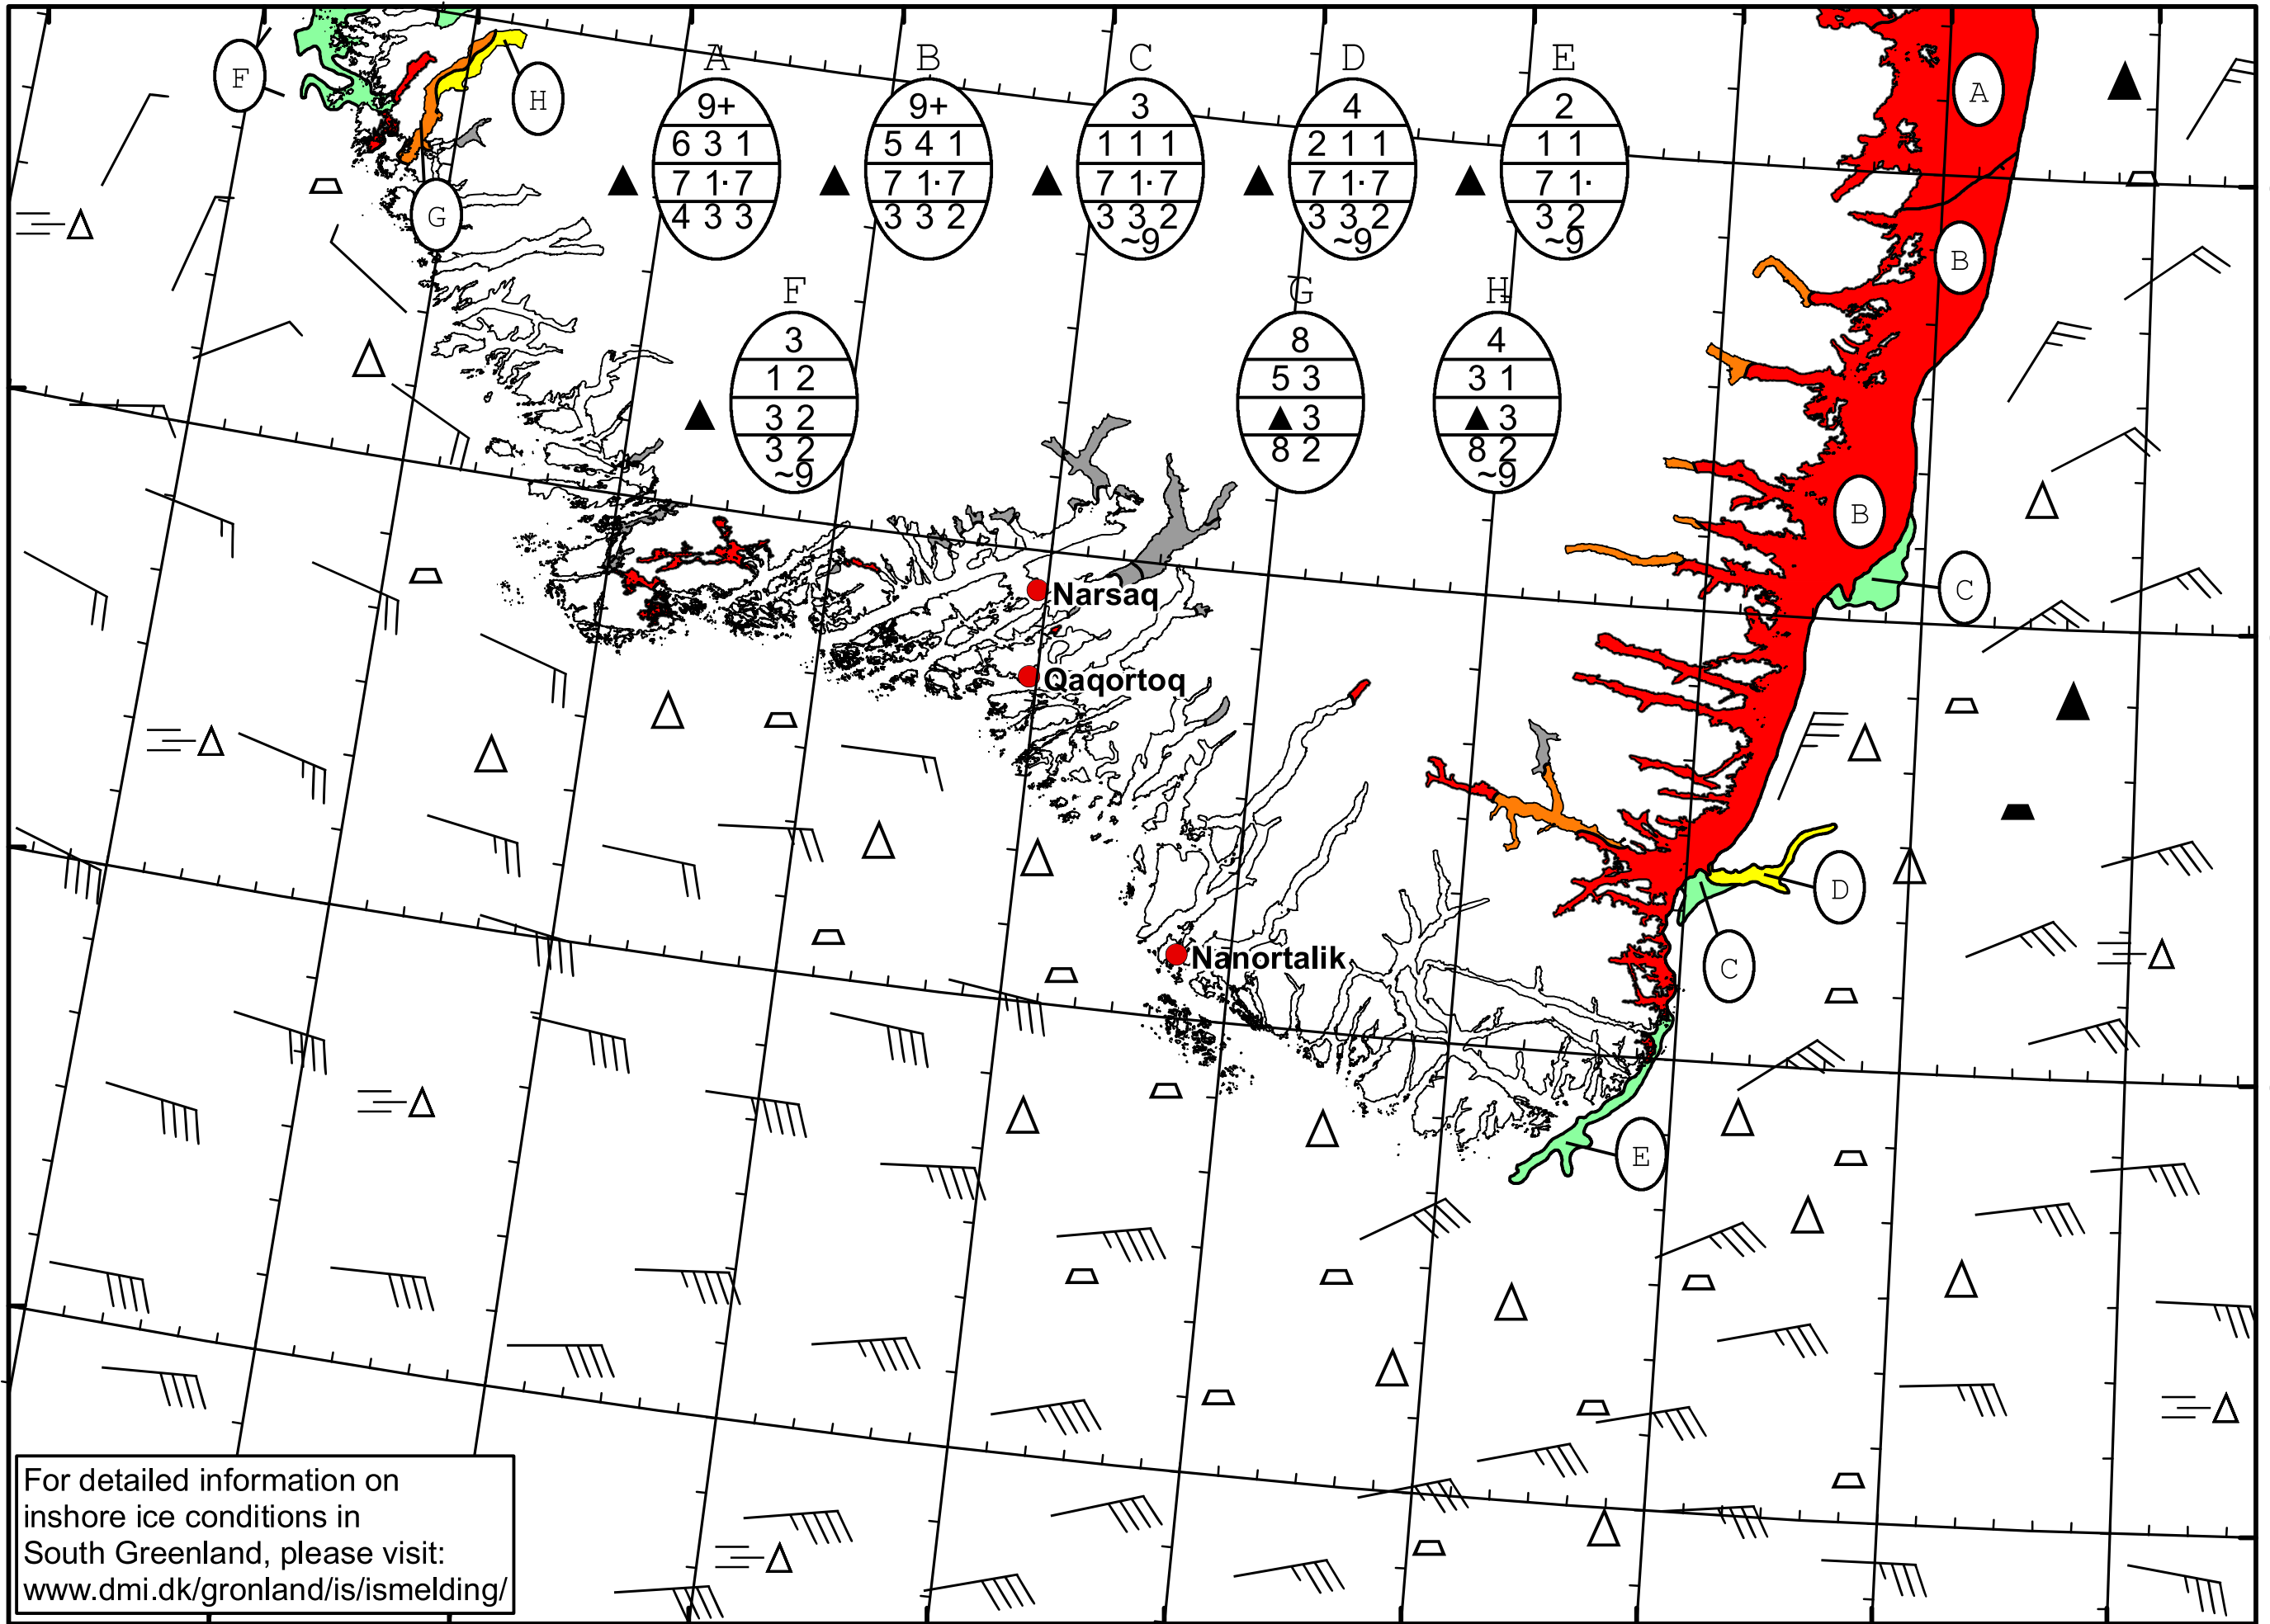 A B C D E
9+ 9+ 3 4 2
6 3 1 5 4 1 1 1 1 2 1 1 1 1
▲ 7 1·7 ▲ 7 1·7 ▲ 7 1·7 ▲ 7 1·7 ▲ 7 1·
4 3 3 3 3 2 3 3 2 3 3 2 3 2
~9 ~9 ~9
F G H
3 8 4
1 2 5 3 3 1
▲ 3 2 ▲ 3 ▲ 3
3 2 8 2 8 2
~9 ~9
F
H
G
A
B
B
C
D
C
E
Narsaq
Qaqortoq
Nanortalik
For detailed information on
inshore ice conditions in
South Greenland, please visit:
www.dmi.dk/gronland/is/ismelding/